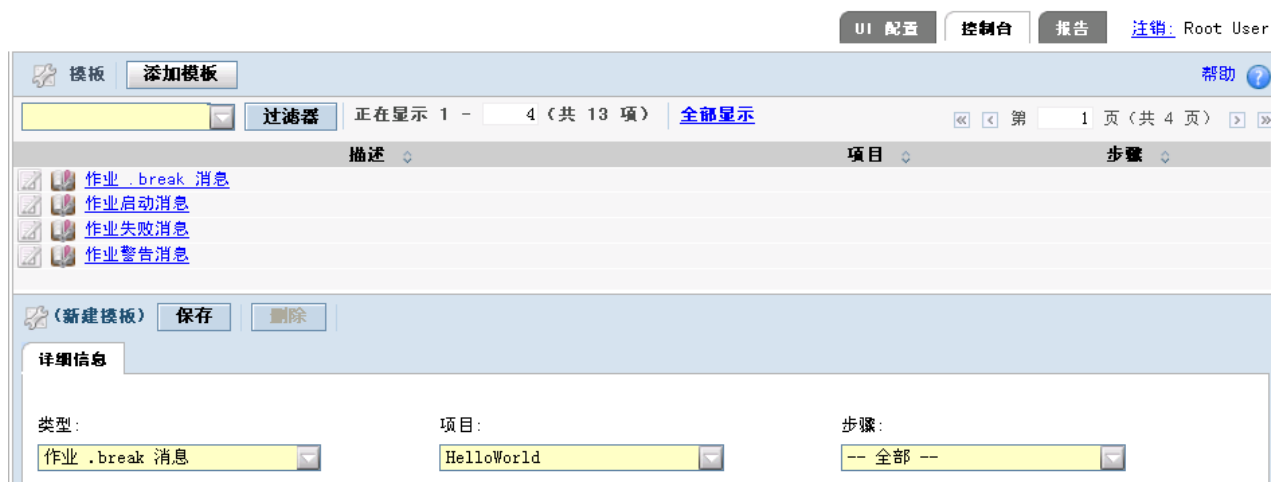 UI 配置 控制台 报告 注销: Root User
模板 添加模板 帮助 ?
过滤器 正在显示 1 - 4 (共 13 项) 全部显示 第 1 页(共 4 页)
描述 项目 步骤
作业 .break 消息
作业启动消息
作业失败消息
作业警告消息
(新建模板) 保存 删除
详细信息
类型: 项目: 步骤:
作业 .break 消息 HelloWorld -- 全部 --